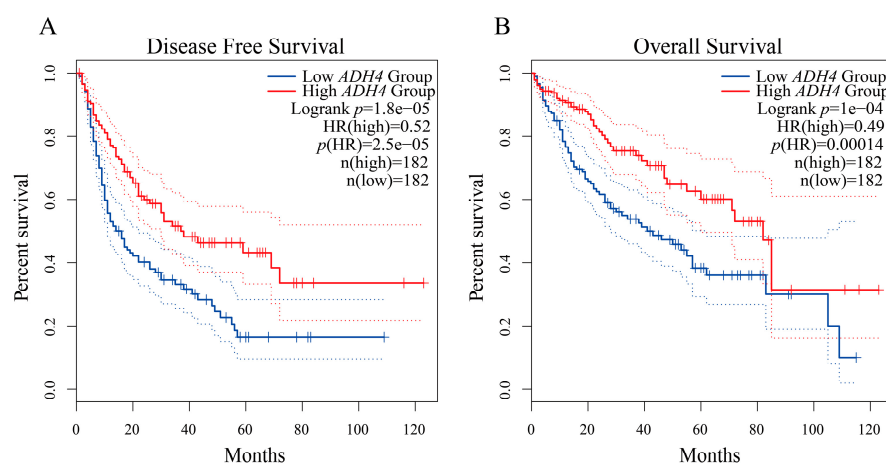 A
Disease Free Survival
Low ADH4 Group
High ADH4 Group
Logrank p=1.8e−05
HR(high)=0.52
p(HR)=2.5e−05
n(high)=182
n(low)=182
Percent survival
1.0
0.8
0.6
0.4
0.2
0.0
0 20 40 60 80 100 120
Months
B
Overall Survival
Low ADH4 Group
High ADH4 Group
Logrank p=1e−04
HR(high)=0.49
p(HR)=0.00014
n(high)=182
n(low)=182
Percent survival
1.0
0.8
0.6
0.4
0.2
0.0
0 20 40 60 80 100 120
Months